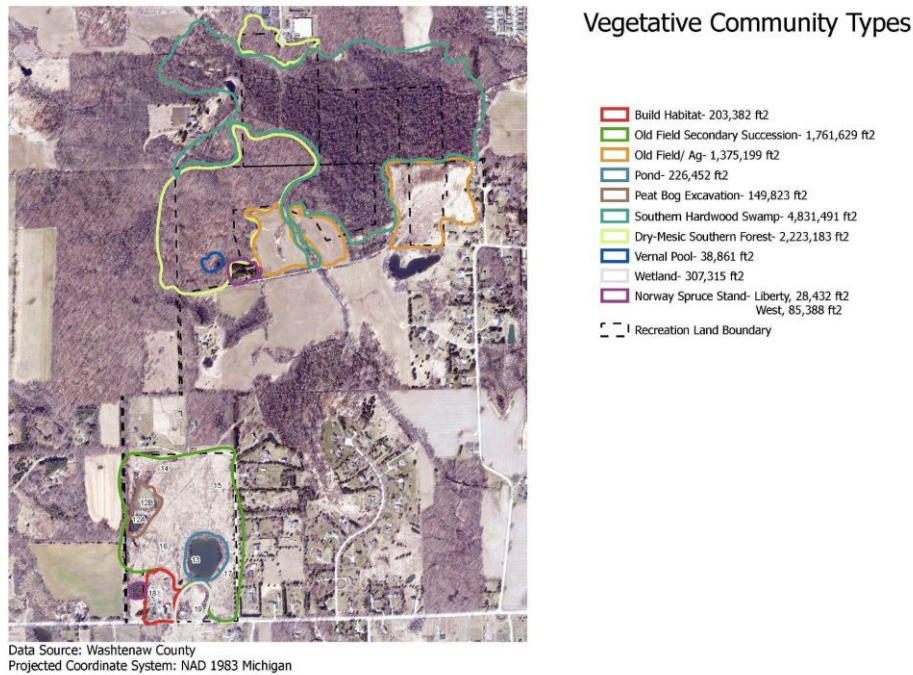 Vegetative Community Types
Build Habitat- 203,382 ft2
Old Field Secondary Succession- 1,761,629 ft2
Old Field/ Ag- 1,375,199 ft2
Pond- 226,452 ft2
Peat Bog Excavation- 149,823 ft2
Southern Hardwood Swamp- 4,831,491 ft2
Dry-Mesic Southern Forest- 2,223,183 ft2
Vernal Pool- 38,861 ft2
Wetland- 307,315 ft2
Norway Spruce Stand- Liberty, 28,432 ft2
West, 85,388 ft2
Recreation Land Boundary
14
15
12B
12A
16
13
17
18
19
Data Source: Washtenaw County
Projected Coordinate System: NAD 1983 Michigan